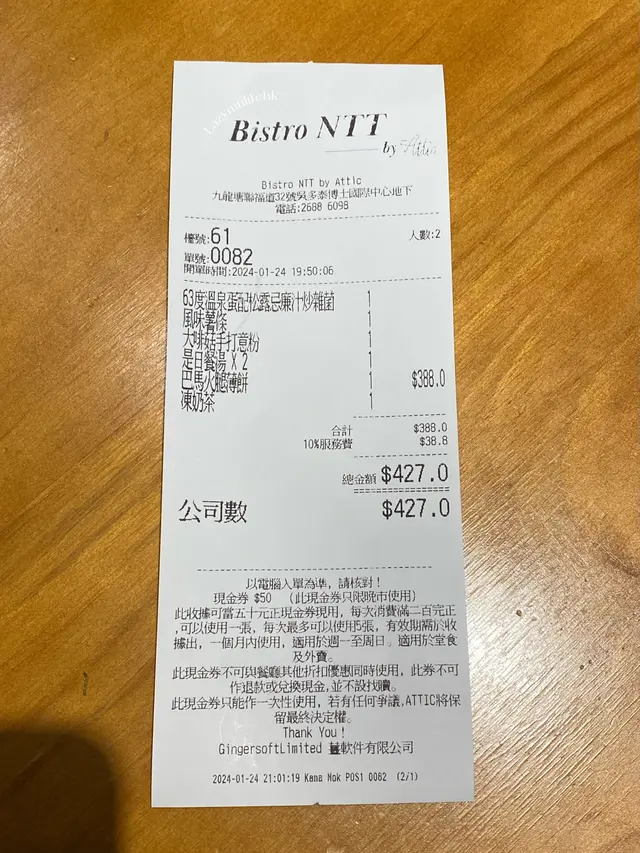 Lazynuthk
Bistro NTT
by Attic
Bistro NTT by Attic
九龍塘聯福道32號吳多泰博士國際中心地下
電話:2688 6098
檯號:61 人數:2
單號:0082
開單時間:2024-01-24 19:50:06
63度溫泉蛋配松露忌廉汁炒雜菌 1
風味薯條 1
大啡菇手打意粉 1
是日餐湯 X 2 1
巴馬火腿薄餅 1 $388.0
凍奶茶 1
合計 $388.0
10%服務費 $38.8
總金額 $427.0
公司數 $427.0
以電腦入單為準，請核對！
現金券 $50 （此現金券只限晚市使用）
此收據可當五十元正現金券現用，每次消費滿二百完正
,可以使用一張，每次最多可以使用5張，有效期需於收
據出，一個月內使用，適用於週一至周日。適用於堂食
及外賣。
此現金券不可與餐廳其他折扣優惠同時使用，此券不可
作退款或兌換現金,並不設找贖。
此現金券只能作一次性使用，若有任何爭議,ATTIC將保
留最終決定權。
Thank You！
GingersoftLimited 薑軟件有限公司
2024-01-24 21:01:19 Kana Nok POS1 0082 (2/1)